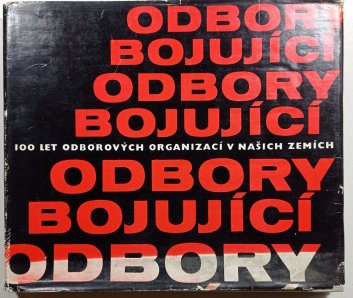 ODBORY
BOJUJÍCÍ
ODBORY
BOJUJÍCÍ
100 LET ODBOROVÝCH ORGANIZACÍ V NAŠICH ZEMÍCH
ODBORY
BOJUJÍCÍ
ODBORY